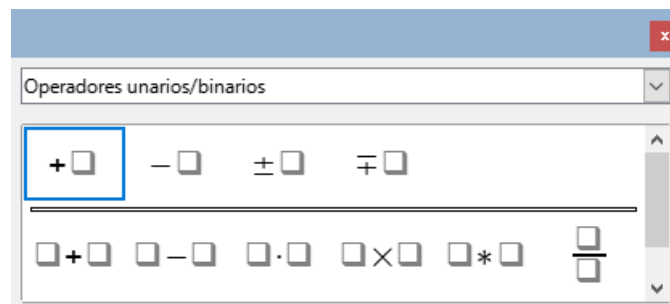 x
Operadores unarios/binarios
+□ −□ ±□ ∓□
□+□ □−□ □·□ □×□ □∗□ □/□